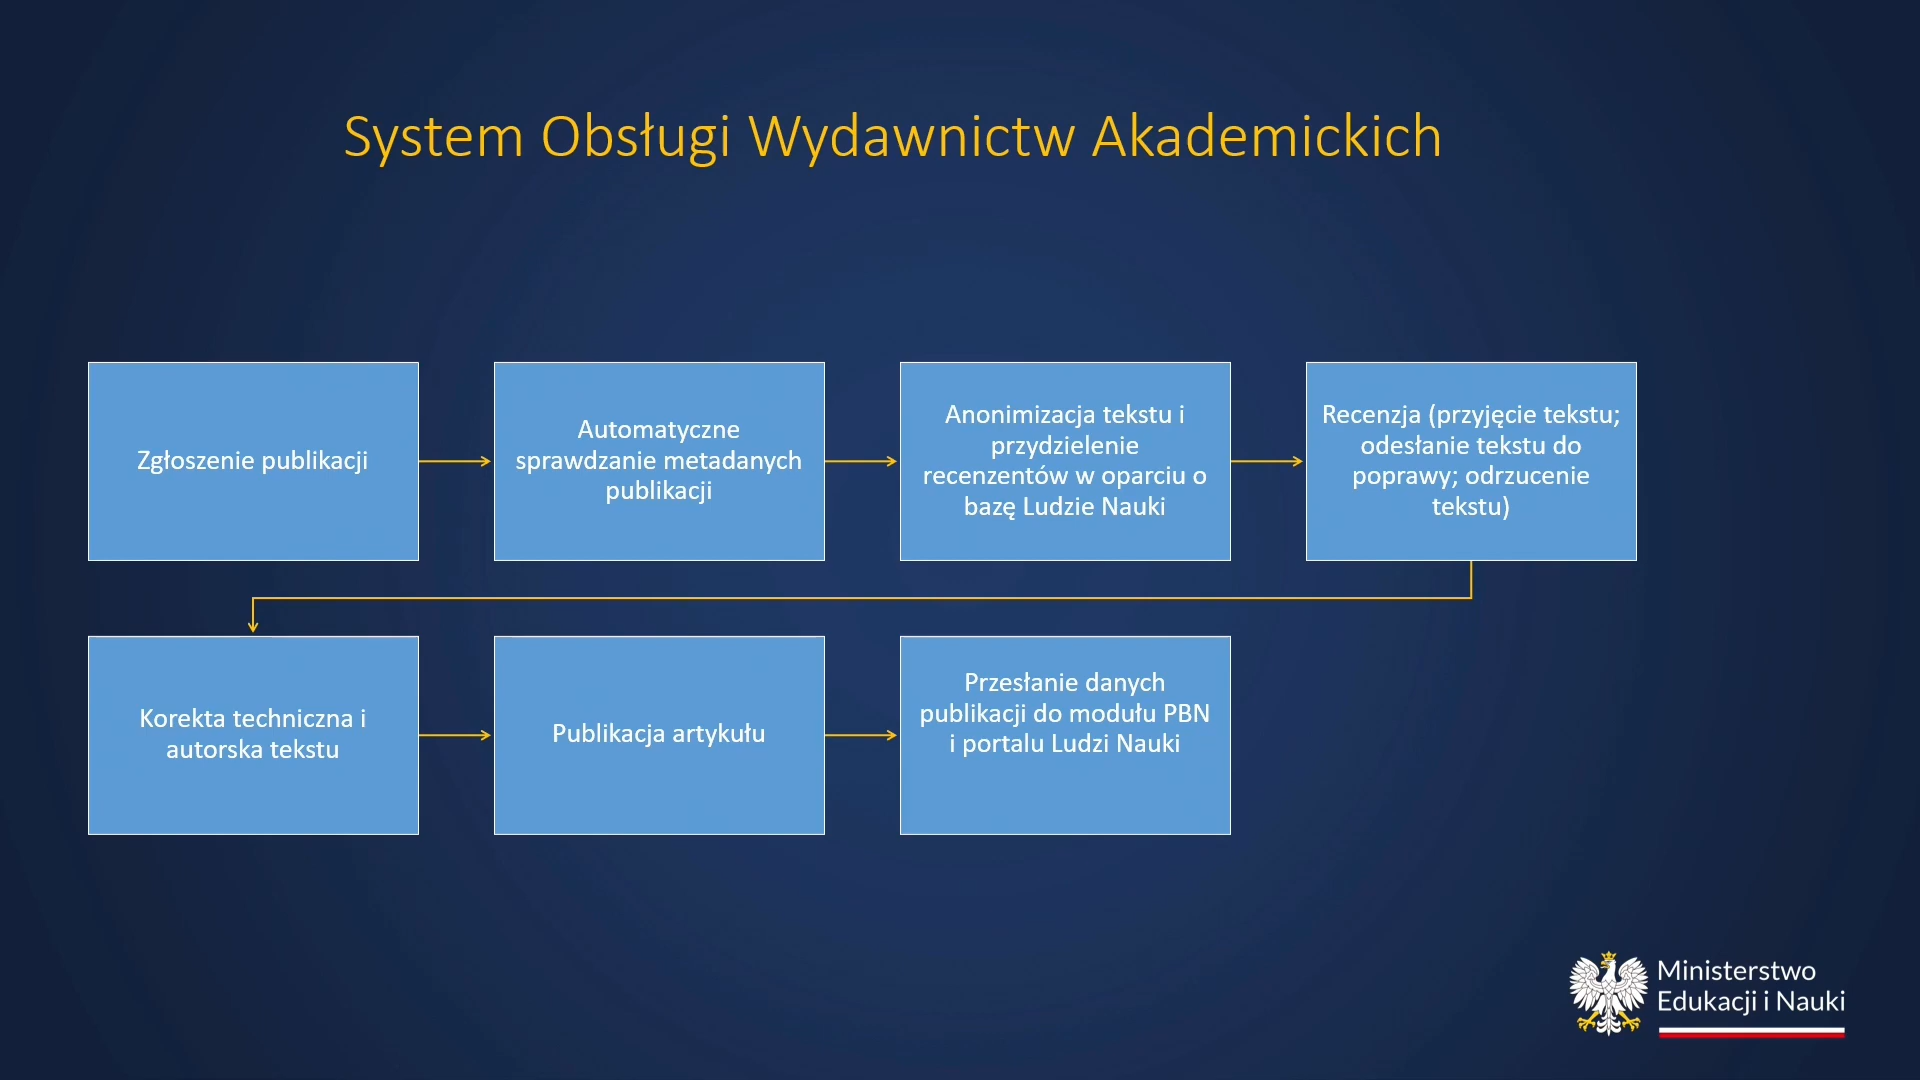 System Obsługi Wydawnictw Akademickich
Zgłoszenie publikacji
Automatyczne
sprawdzanie metadanych
publikacji
Anonimizacja tekstu i
przydzielenie
recenzentów w oparciu o
bazę Ludzie Nauki
Recenzja (przyjęcie tekstu;
odesłanie tekstu do
poprawy; odrzucenie
tekstu)
Korekta techniczna i
autorska tekstu
Publikacja artykułu
Przesłanie danych
publikacji do modułu PBN
i portalu Ludzi Nauki
Ministerstwo
Edukacji i Nauki